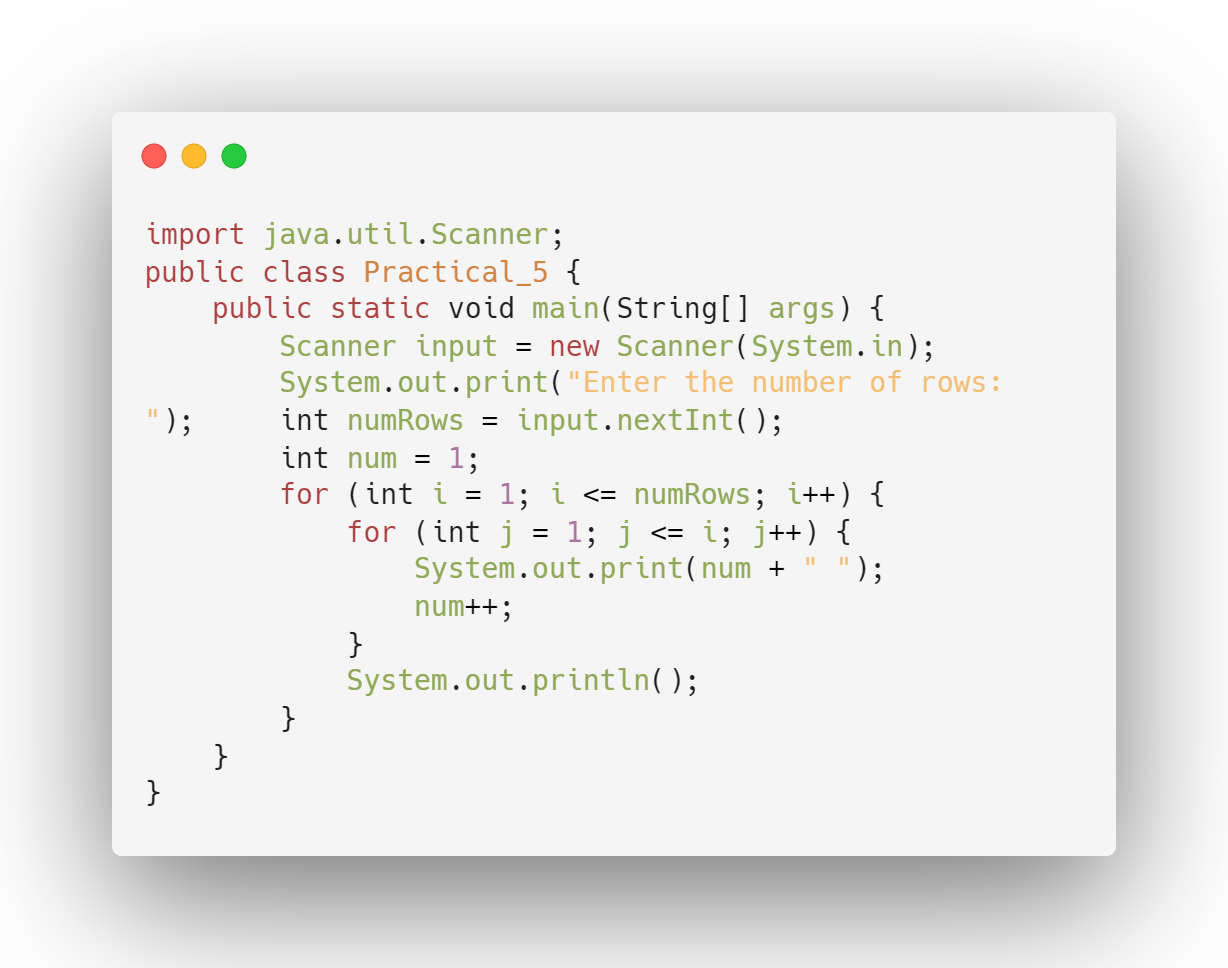 import java.util.Scanner;
public class Practical_5 {
    public static void main(String[] args) {
        Scanner input = new Scanner(System.in);
        System.out.print("Enter the number of rows:
");     int numRows = input.nextInt();
        int num = 1;
        for (int i = 1; i <= numRows; i++) {
            for (int j = 1; j <= i; j++) {
                System.out.print(num + " ");
                num++;
            }
            System.out.println();
        }
    }
}